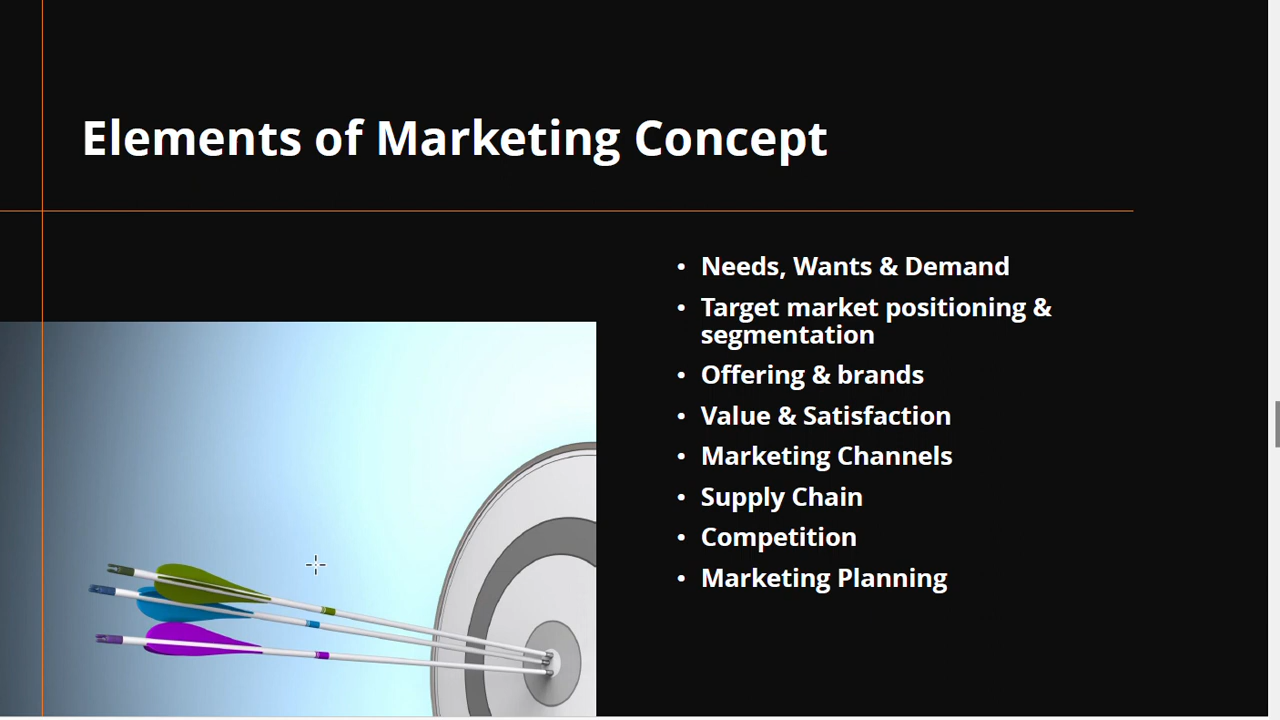 Elements of Marketing Concept
• Needs, Wants & Demand
• Target market positioning &
segmentation
• Offering & brands
• Value & Satisfaction
• Marketing Channels
• Supply Chain
• Competition
• Marketing Planning